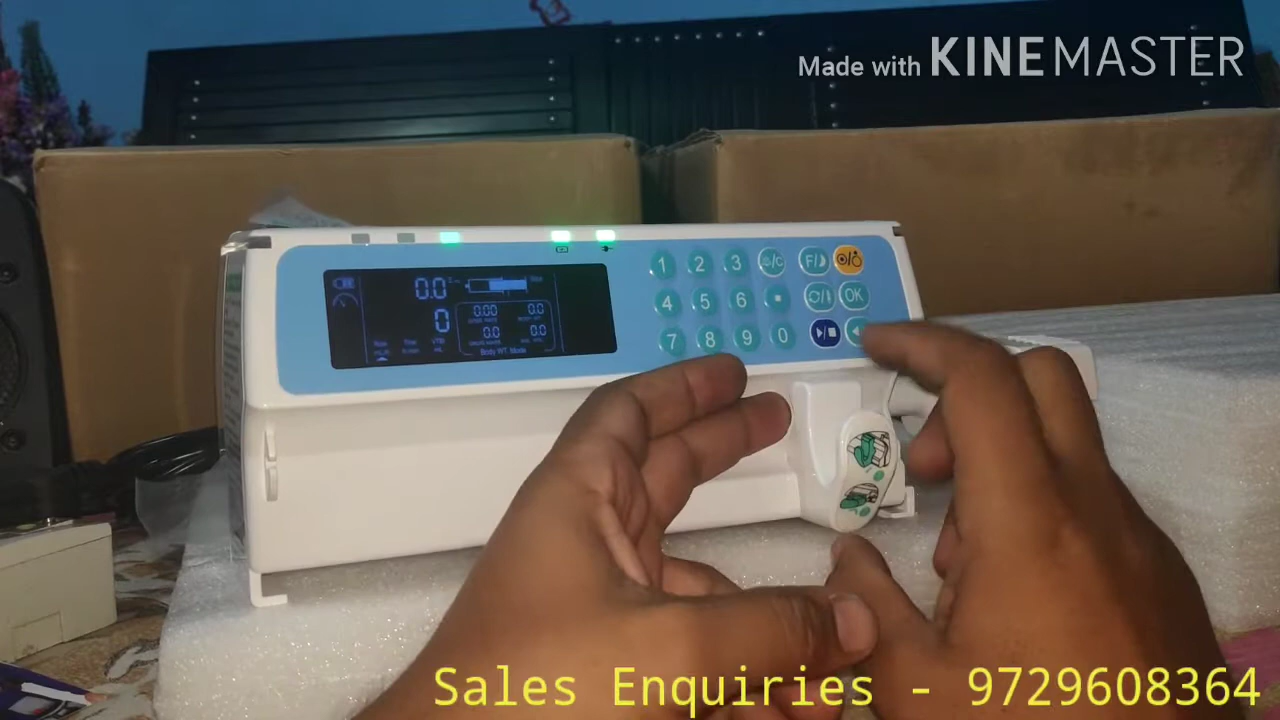 Made with KINEMASTER
1 2 3 C F
4 5 6 OK
7 8 9 0
0.0
0 0.00 0.0
0.0 0.0
Body WT. Mode
Sales Enquiries - 9729608364